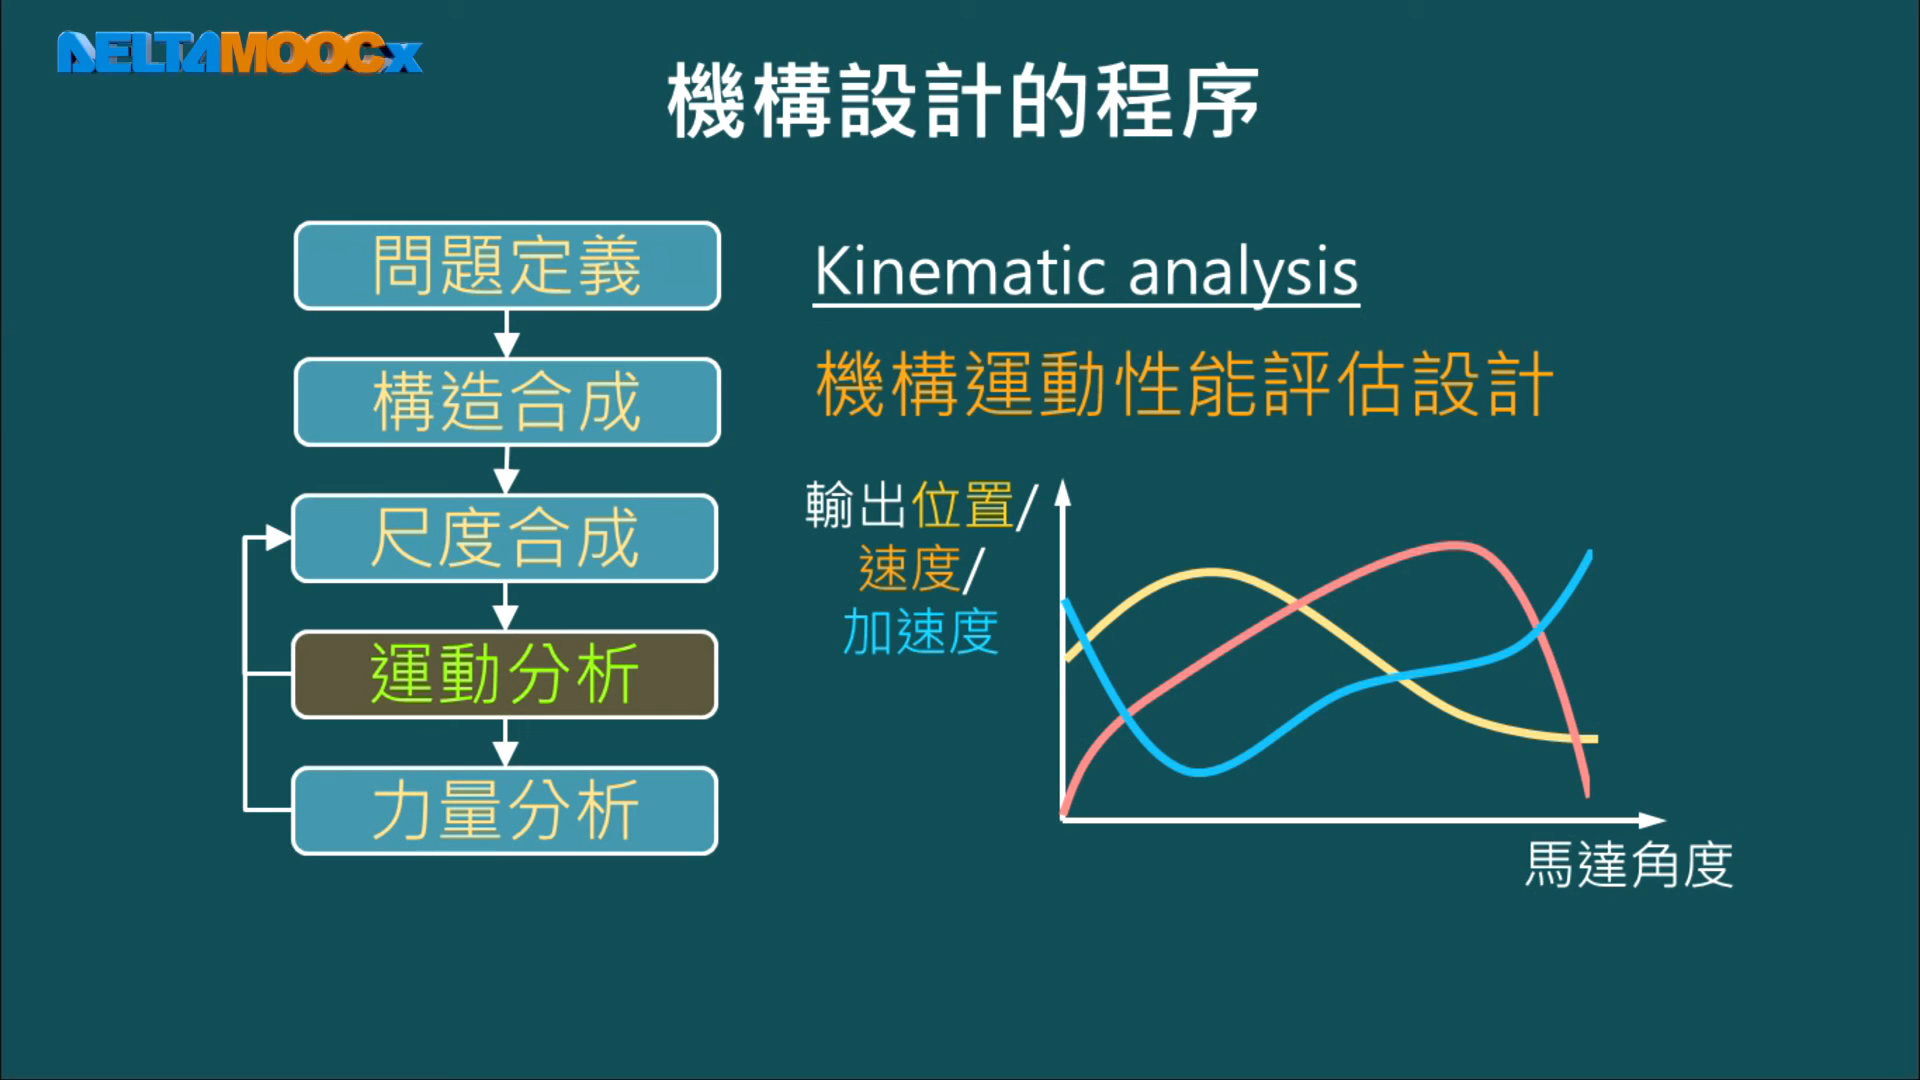 DELTAMOOCx
機構設計的程序
問題定義
構造合成
尺度合成
運動分析
力量分析
Kinematic analysis
機構運動性能評估設計
輸出位置/
速度/
加速度
馬達角度